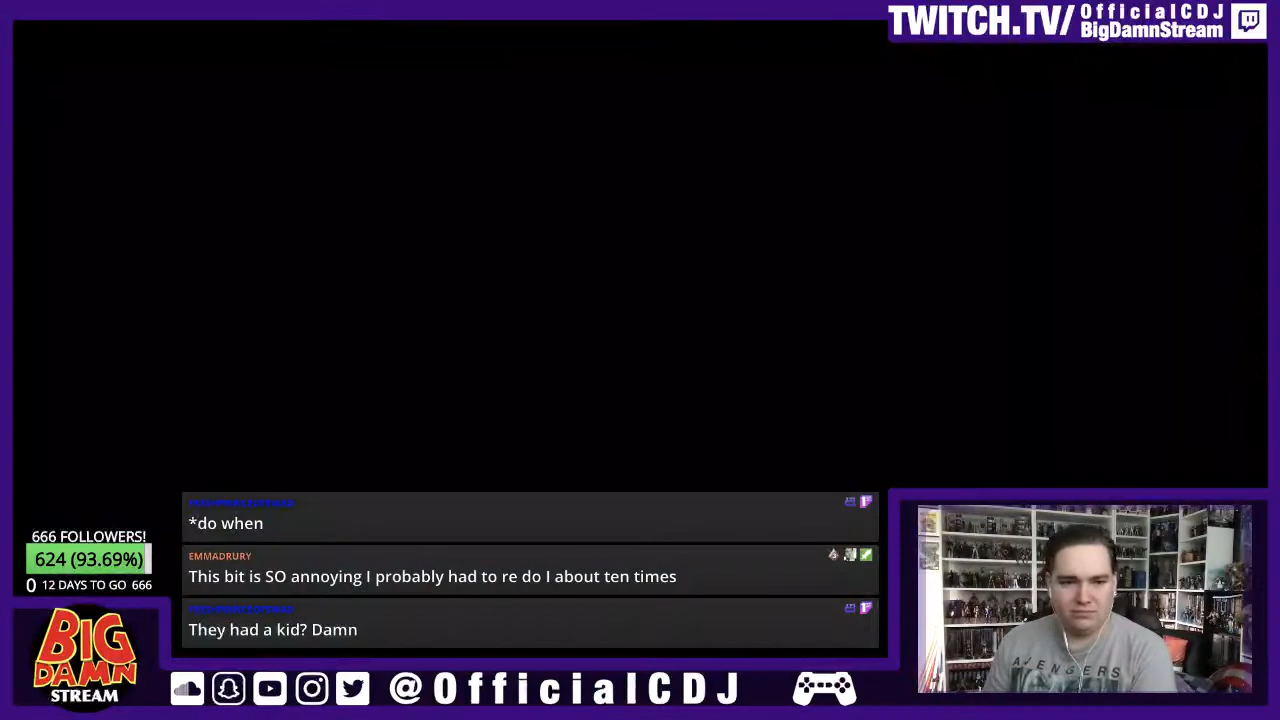 TWITCH.TV/
OfficialCDJ
BigDamnStream
*do when
EMMADRURY
This bit is SO annoying I probably had to re do I about ten times
They had a kid? Damn
666 FOLLOWERS!
624 (93.69%)
0 12 DAYS TO GO 666
BIG
DAMN
STREAM
@OfficialCDJ
AVENGERS